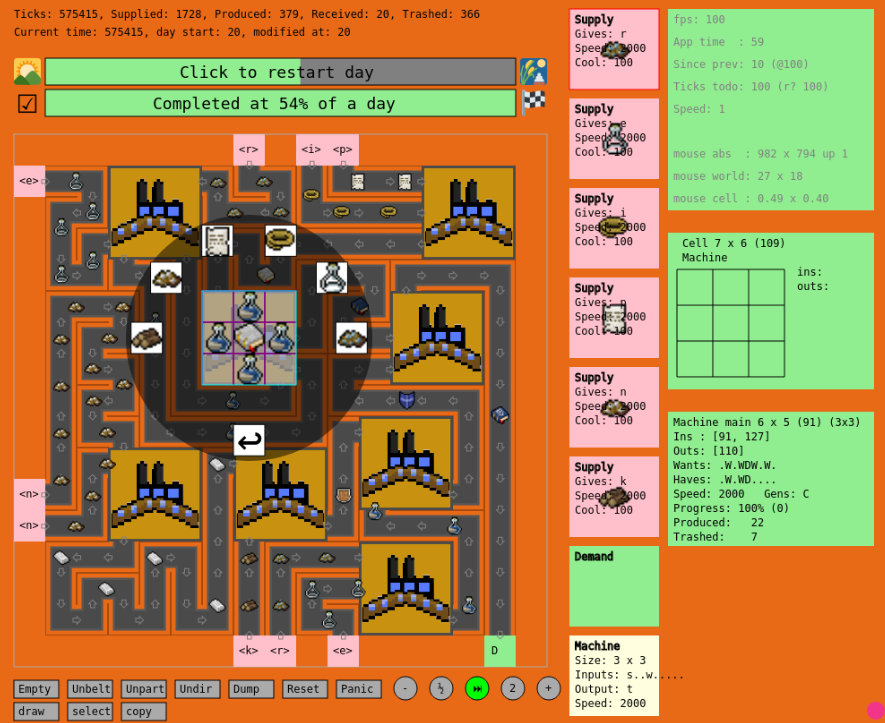 Ticks: 575415, Supplied: 1728, Produced: 379, Received: 20, Trashed: 366
Current time: 575415, day start: 20, modified at: 20
Click to restart day
Completed at 54% of a day
<r>
<i>
<p>
<e>
<n>
<n>
<k>
<r>
<e>
D
Empty
Unbelt
Unpart
Undir
Dump
Reset
Panic
-
½
2
+
draw
select
copy
Supply
Gives: r
Speed: 2000
Cool: 100
Supply
Gives: e
Speed: 2000
Cool: 100
Supply
Gives: i
Speed: 2000
Cool: 100
Supply
Gives: p
Speed: 2000
Cool: 100
Supply
Gives: n
Speed: 2000
Cool: 100
Supply
Gives: k
Speed: 2000
Cool: 100
Demand
Machine
Size: 3 x 3
Inputs: s..w.....
Output: t
Speed: 2000
fps: 100
App time  : 59
Since prev: 10 (@100)
Ticks todo: 100 (r? 100)
Speed: 1
mouse abs  : 982 x 794 up 1
mouse world: 27 x 18
mouse cell : 0.49 x 0.40
Cell 7 x 6 (109)
Machine
ins:
outs:
Machine main 6 x 5 (91) (3x3)
Ins : [91, 127]
Outs: [110]
Wants: .W.WDW.W.
Haves: .W.WD....
Speed: 2000   Gens: C
Progress: 100% (0)
Produced:   22
Trashed:    7